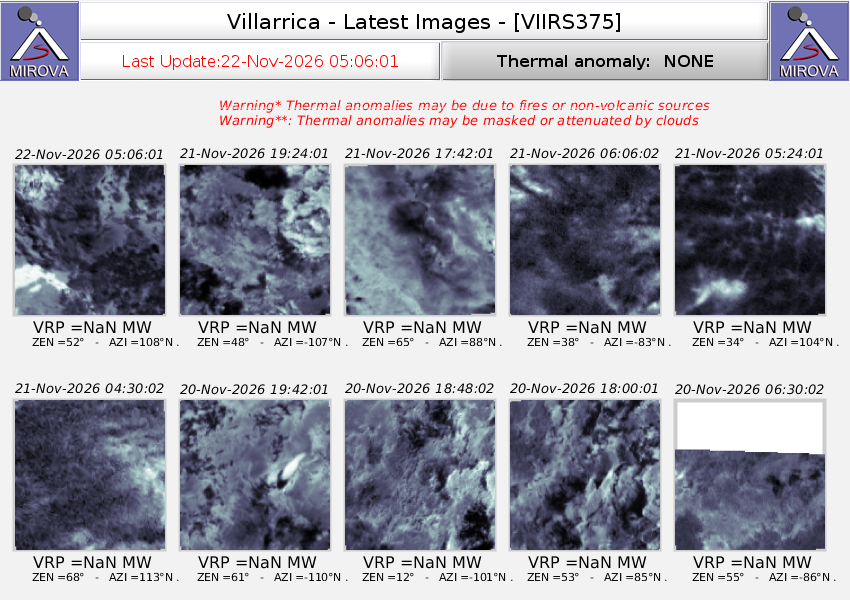 Villarrica - Latest Images - [VIIRS375]
MIROVA
Last Update:22-Nov-2026 05:06:01
Thermal anomaly: NONE
MIROVA
Warning* Thermal anomalies may be due to fires or non-volcanic sources
Warning**: Thermal anomalies may be masked or attenuated by clouds
22-Nov-2026 05:06:01 21-Nov-2026 19:24:01 21-Nov-2026 17:42:01 21-Nov-2026 06:06:02 21-Nov-2026 05:24:01
VRP =NaN MW VRP =NaN MW VRP =NaN MW VRP =NaN MW VRP =NaN MW
ZEN =52° - AZI =108°N . ZEN =48° - AZI =-107°N . ZEN =65° - AZI =88°N . ZEN =38° - AZI =-83°N . ZEN =34° - AZI =104°N .
21-Nov-2026 04:30:02 20-Nov-2026 19:42:01 20-Nov-2026 18:48:02 20-Nov-2026 18:00:01 20-Nov-2026 06:30:02
VRP =NaN MW VRP =NaN MW VRP =NaN MW VRP =NaN MW VRP =NaN MW
ZEN =68° - AZI =113°N . ZEN =61° - AZI =-110°N . ZEN =12° - AZI =-101°N . ZEN =53° - AZI =85°N . ZEN =55° - AZI =-86°N .